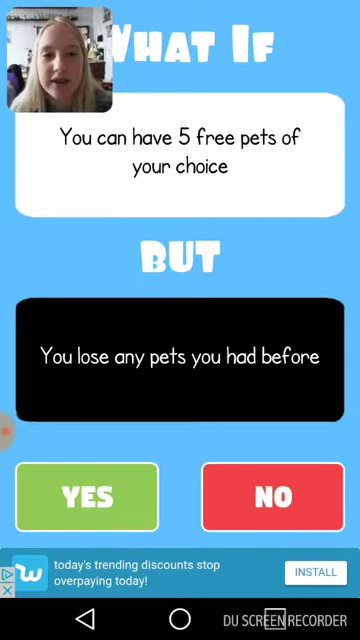 What If
You can have 5 free pets of
your choice
BUT
You lose any pets you had before
YES
NO
today's trending discounts stop
overpaying today!
INSTALL
DU SCREEN RECORDER